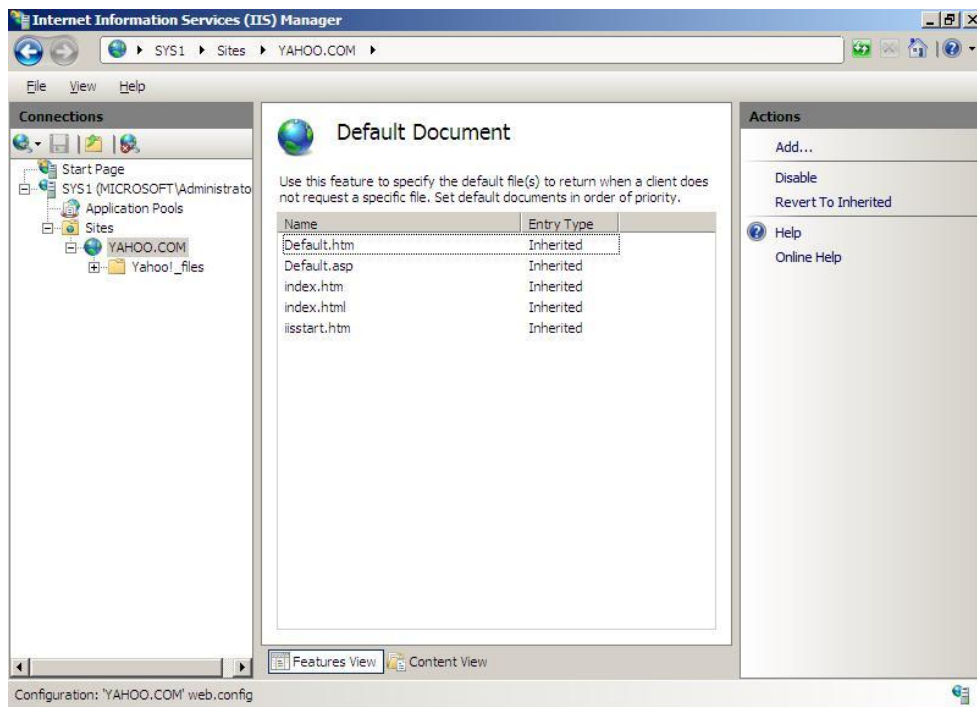 Internet Information Services (IIS) Manager
SYS1 Sites YAHOO.COM
File View Help
Connections
Start Page
SYS1 (MICROSOFT\Administrato
Application Pools
Sites
YAHOO.COM
Yahoo!_files
Default Document
Use this feature to specify the default file(s) to return when a client does
not request a specific file. Set default documents in order of priority.
Name Entry Type
Default.htm Inherited
Default.asp Inherited
index.htm Inherited
index.html Inherited
iisstart.htm Inherited
Features View Content View
Actions
Add...
Disable
Revert To Inherited
Help
Online Help
Configuration: 'YAHOO.COM' web.config